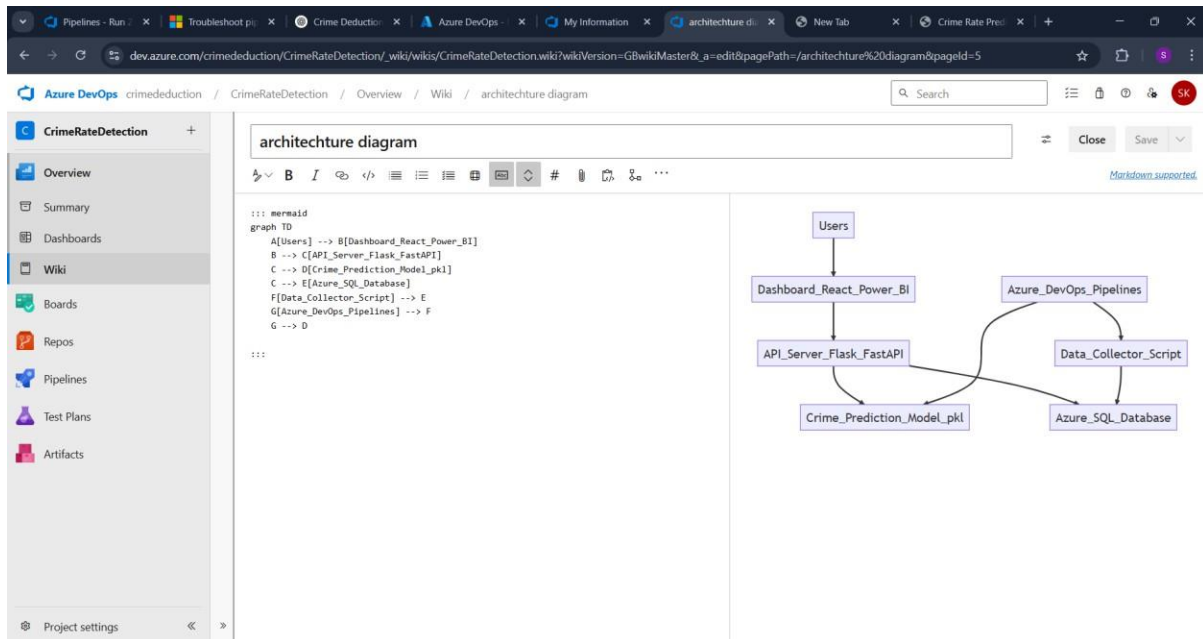 Pipelines - Run 2
Troubleshoot pip
Crime Deduction
Azure DevOps -
My Information
architechture di
New Tab
Crime Rate Pred
dev.azure.com/crimededuction/CrimeRateDetection/_wiki/wikis/CrimeRateDetection.wiki?wikiVersion=GBwikiMaster&_a=edit&pagePath=/architechture%20diagram&pageId=5
S
Azure DevOps crimededuction / CrimeRateDetection / Overview / Wiki / architechture diagram
Search
SK
C CrimeRateDetection +
Overview
Summary
Dashboards
Wiki
Boards
Repos
Pipelines
Test Plans
Artifacts
Project settings
architechture diagram
Close
Save
B I </> #
Markdown supported.
::: mermaid
graph TD
A[Users] --> B[Dashboard_React_Power_BI]
B --> C[API_Server_Flask_FastAPI]
C --> D[Crime_Prediction_Model_pkl]
C --> E[Azure_SQL_Database]
F[Data_Collector_Script] --> E
G[Azure_DevOps_Pipelines] --> F
G --> D
:::
Users
Dashboard_React_Power_BI
Azure_DevOps_Pipelines
API_Server_Flask_FastAPI
Data_Collector_Script
Crime_Prediction_Model_pkl
Azure_SQL_Database